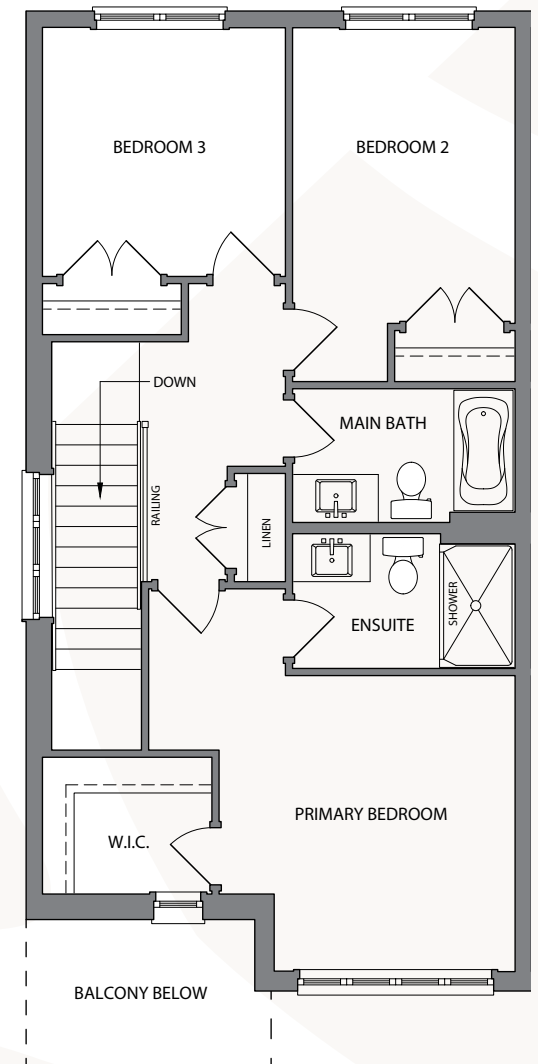 BEDROOM 3
BEDROOM 2
DOWN
MAIN BATH
RAILING
LINEN
SHOWER
ENSUITE
PRIMARY BEDROOM
W.I.C.
BALCONY BELOW